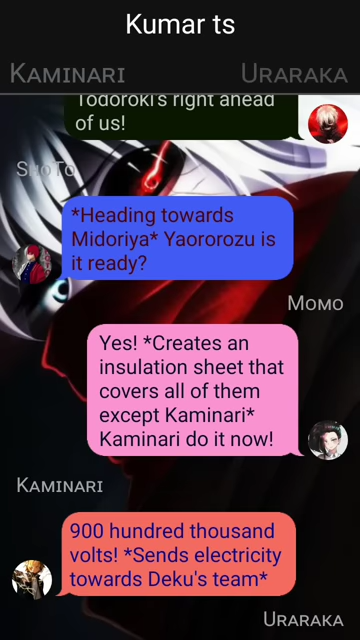 Kumar ts
KAMINARI
URARAKA
Todoroki's right ahead
of us!
SHOTO
*Heading towards
Midoriya* Yaororozu is
it ready?
MOMO
Yes! *Creates an
insulation sheet that
covers all of them
except Kaminari*
Kaminari do it now!
KAMINARI
900 hundred thousand
volts! *Sends electricity
towards Deku's team*
URARAKA